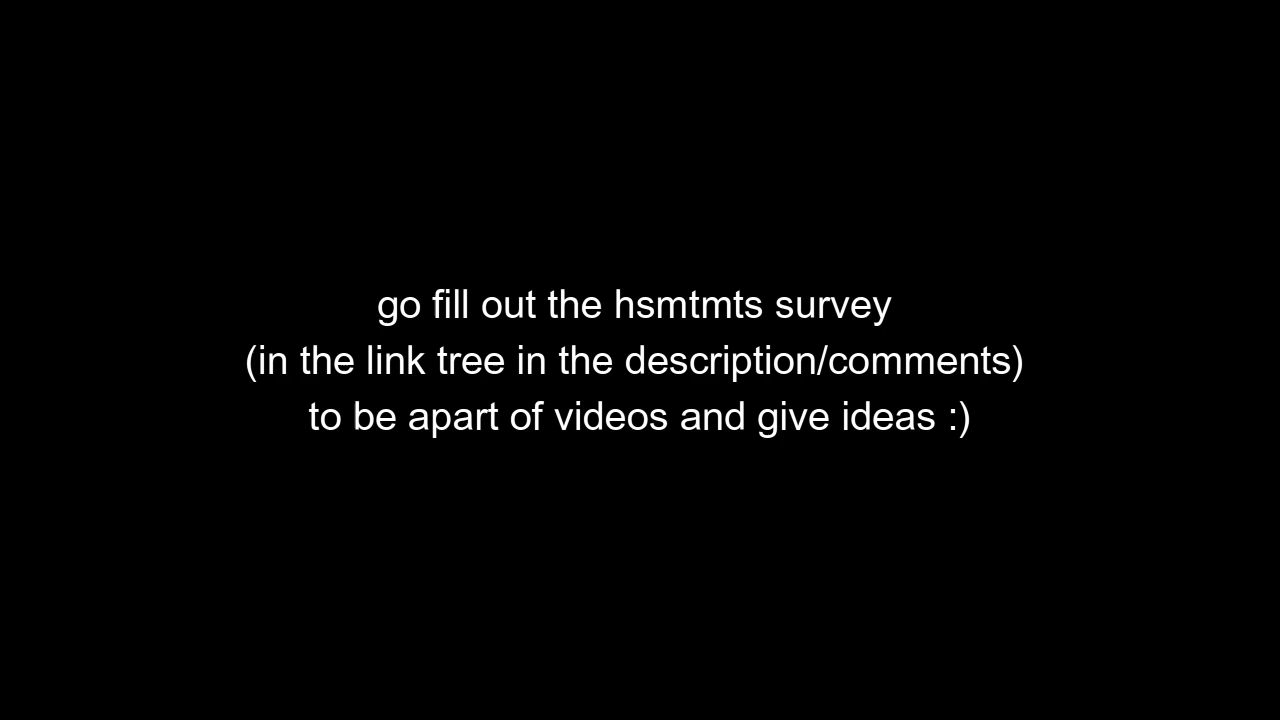 go fill out the hsmtmts survey
(in the link tree in the description/comments)
to be apart of videos and give ideas :)